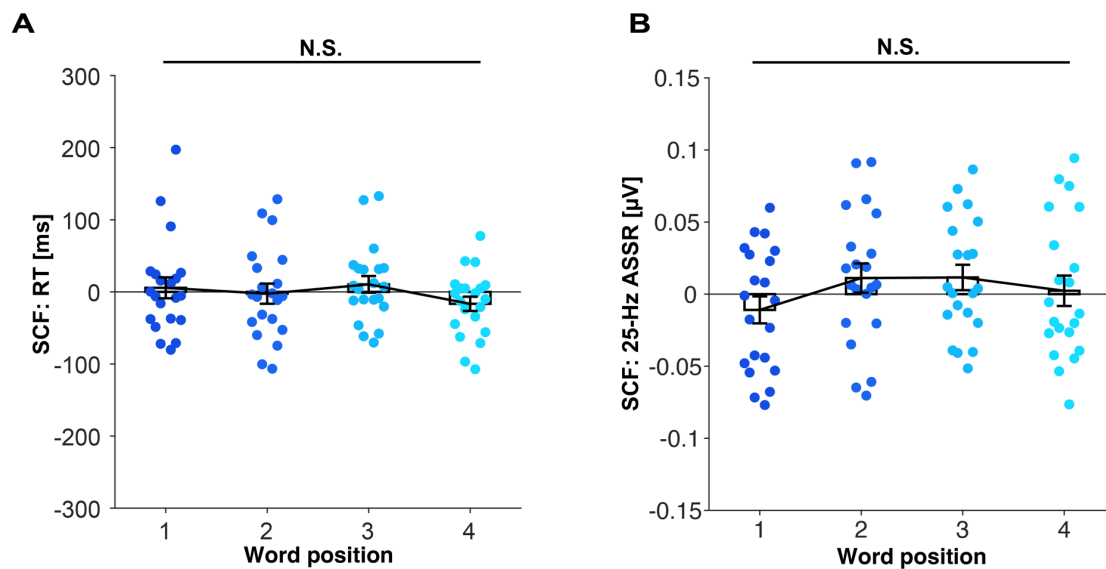 A
N.S.
300
200
100
0
-100
-200
-300
SCF: RT [ms]
1 2 3 4
Word position
B
N.S.
0.15
0.1
0.05
0
-0.05
-0.1
-0.15
SCF: 25-Hz ASSR [µV]
1 2 3 4
Word position